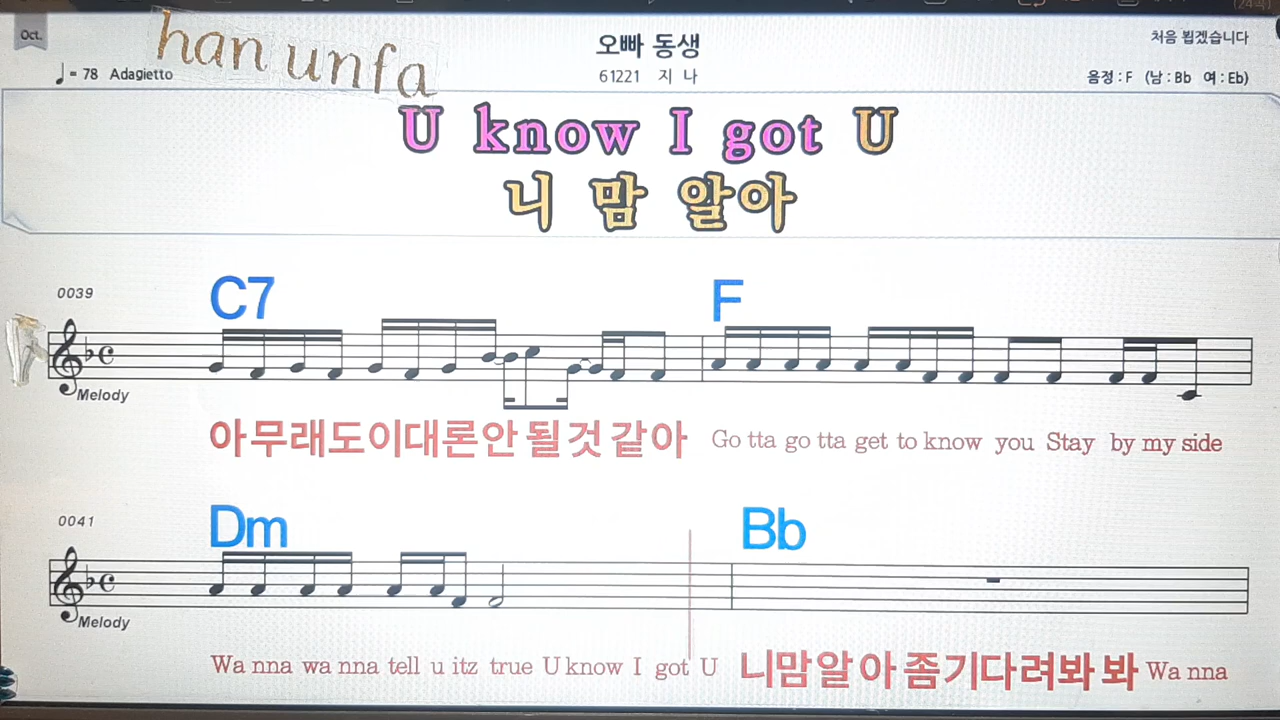 (24곡)
Oct.
han unfa
오빠 동생
처음 뵙겠습니다
♩= 78 Adagietto
61221 지 나
음정 : F (남 : Bb 여 : Eb)
U know I got U
니 맘 알아
0039
C7 F
Melody
아무래도이대론안 될것 같아 Go tta go tta get to know you Stay by my side
0041
Dm Bb
Melody
Wa nna wa nna tell u itz true U know I got U 니맘알 아 좀기다려봐 봐 Wa nna